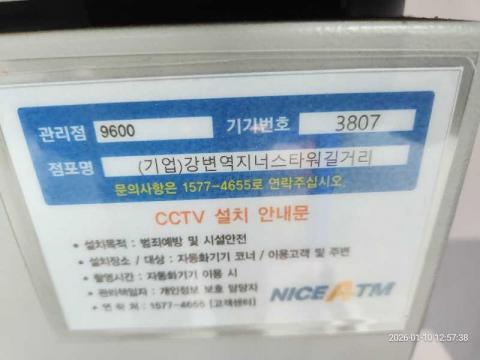 관리점 9600 기기번호 3807
점포명 (기업)강변역지너스타워길거리
문의사항은 1577-4655로 연락주십시오.
CCTV 설치 안내문
• 설치목적 : 범죄예방 및 시설안전
• 설치장소 / 대상 : 자동화기기 코너 / 이용고객 및 주변
• 촬영시간 : 자동화기기 이용 시
• 관리책임자 : 개인정보 보호 담당자
• 연 락 처 : 1577-4655 [고객센터]
NICE ATM
2026-01-10 12:57:38